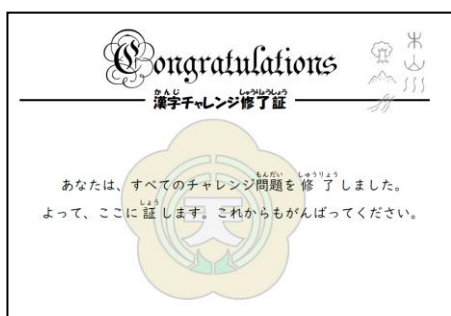 Congratulations
漢字チャレンジ修了証
あなたは、すべてのチャレンジ問題を修了しました。
よって、ここに証します。これからもがんばってください。